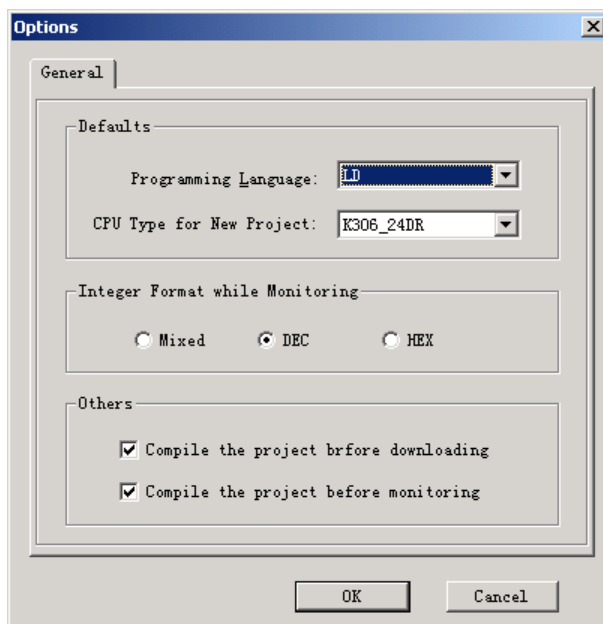 Options
General
Defaults
Programming Language: LD
CPU Type for New Project: K306_24DR
Integer Format while Monitoring
Mixed DEC HEX
Others
Compile the project brfore downloading
Compile the project before monitoring
OK Cancel